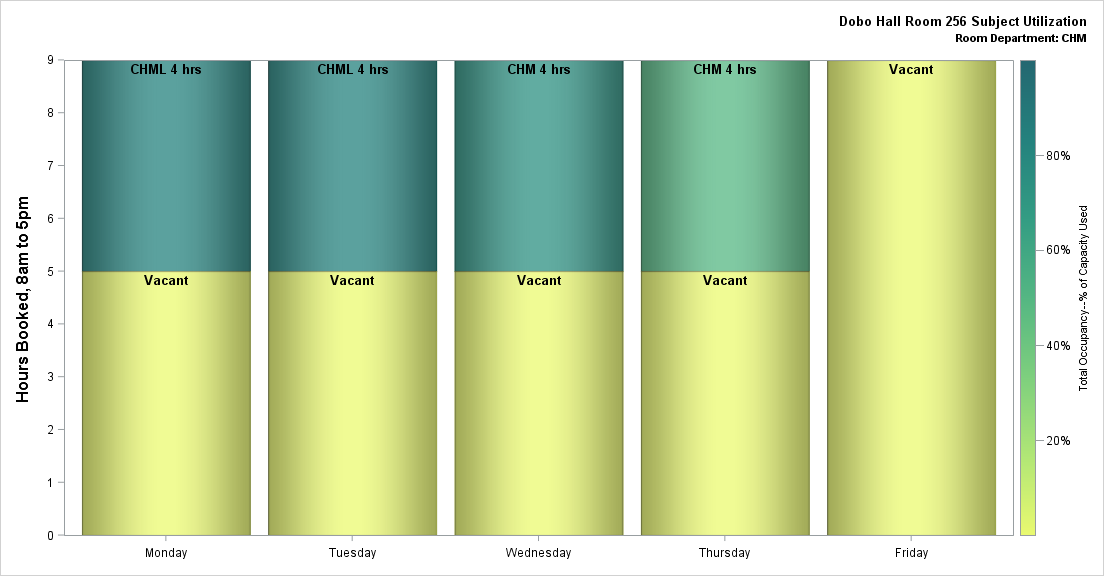 Dobo Hall Room 256 Subject Utilization
Room Department: CHM
Hours Booked, 8am to 5pm
9
8
7
6
5
4
3
2
1
0
CHML 4 hrs
CHML 4 hrs
CHM 4 hrs
CHM 4 hrs
Vacant
Vacant
Vacant
Vacant
Vacant
Monday
Tuesday
Wednesday
Thursday
Friday
80%
60%
40%
20%
Total Occupancy--% of Capacity Used